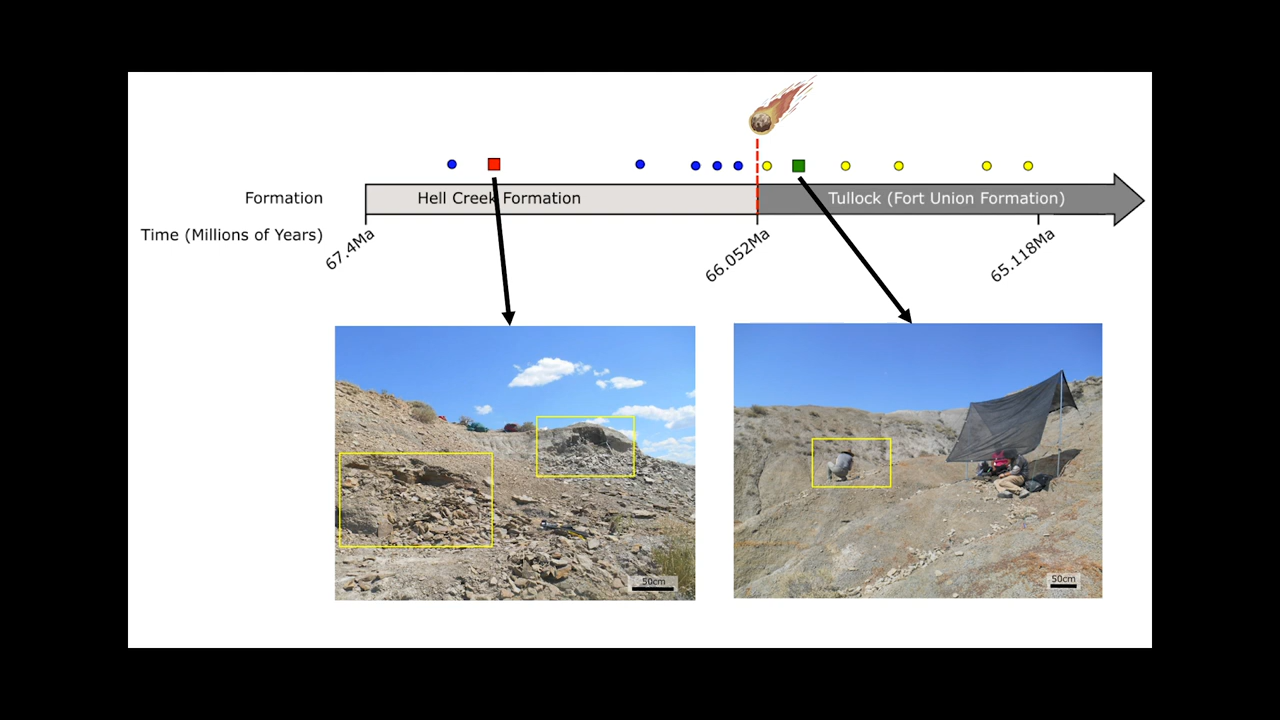 Formation
Hell Creek Formation
Tullock (Fort Union Formation)
Time (Millions of Years)
67.4Ma
66.052Ma
65.118Ma
50cm
50cm